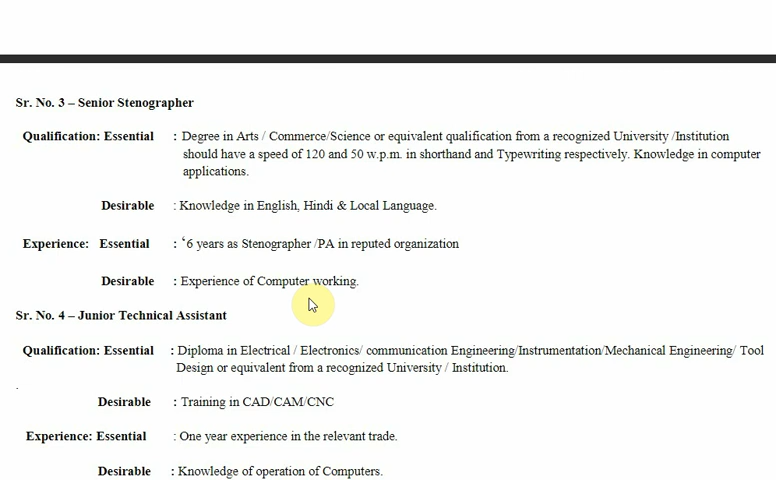 Sr. No. 3 – Senior Stenographer
Qualification: Essential : Degree in Arts / Commerce/Science or equivalent qualification from a recognized University /Institution
should have a speed of 120 and 50 w.p.m. in shorthand and Typewriting respectively. Knowledge in computer
applications.
Desirable : Knowledge in English, Hindi & Local Language.
Experience: Essential : ‘6 years as Stenographer /PA in reputed organization
Desirable : Experience of Computer working.
Sr. No. 4 – Junior Technical Assistant
Qualification: Essential : Diploma in Electrical / Electronics/ communication Engineering/Instrumentation/Mechanical Engineering/ Tool
Design or equivalent from a recognized University / Institution.
.
Desirable : Training in CAD/CAM/CNC
Experience: Essential : One year experience in the relevant trade.
Desirable : Knowledge of operation of Computers.